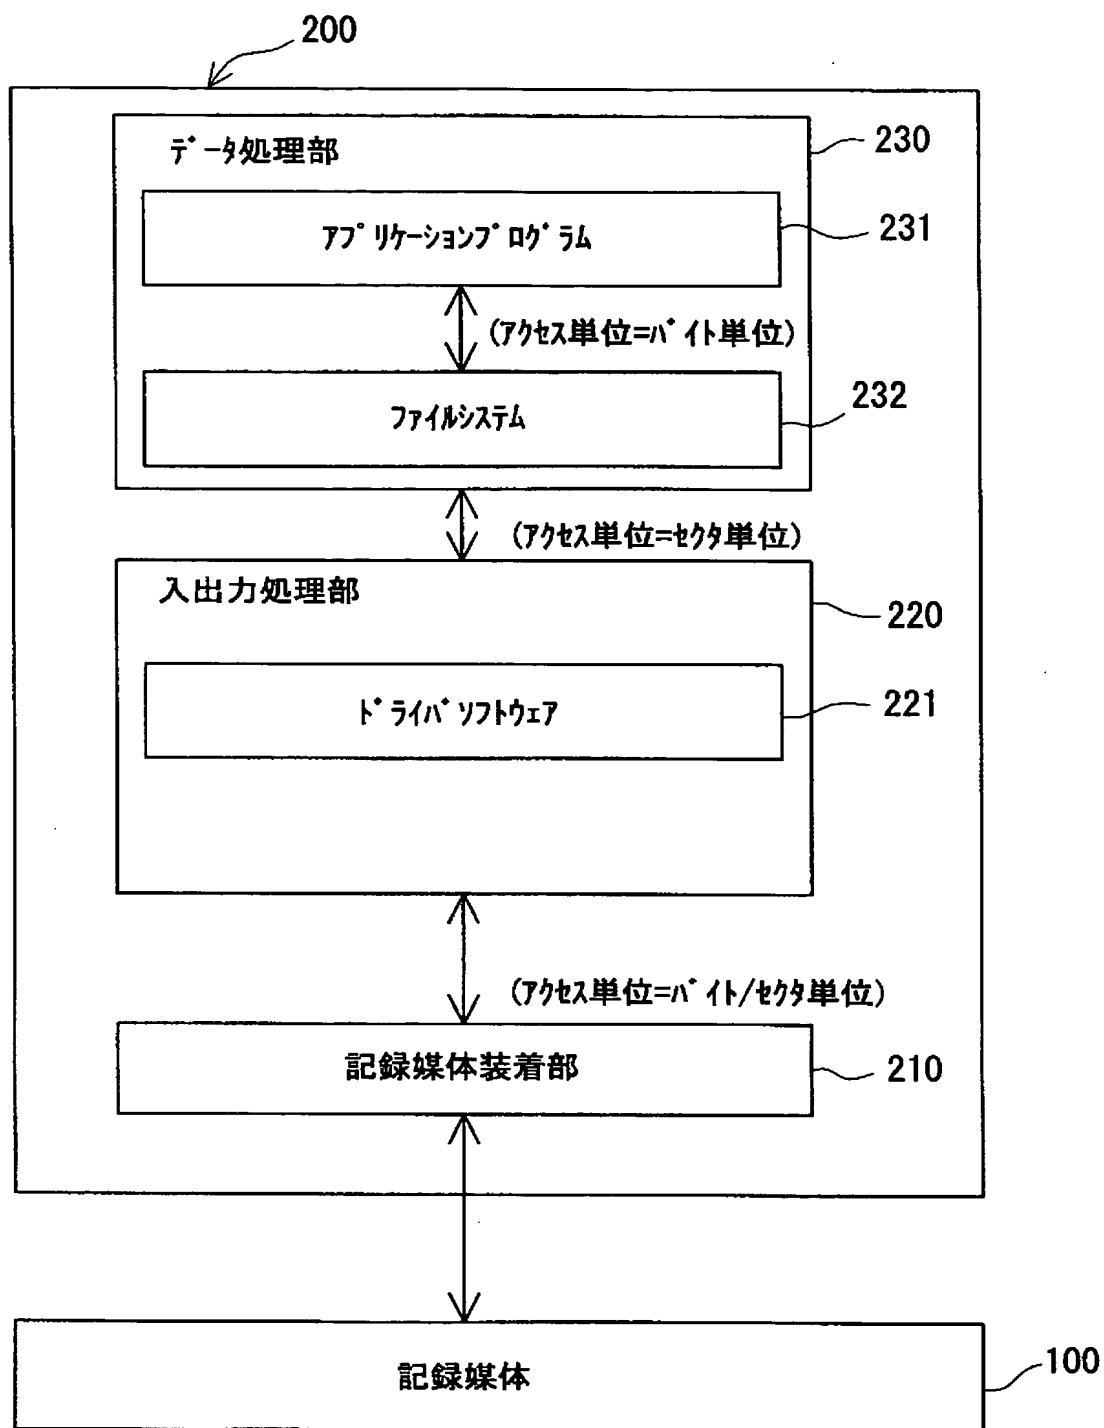 200
ﾃﾞｰﾀ処理部
230
ｱﾌﾟﾘｹｰｼｮﾝﾌﾟﾛｸﾞﾗﾑ
231
(ｱｸｾｽ単位=ﾊﾞｲﾄ単位)
ﾌｧｲﾙｼｽﾃﾑ
232
(ｱｸｾｽ単位=ｾｸﾀ単位)
入出力処理部
220
ﾄﾞﾗｲﾊﾞｿﾌﾄｳｪｱ
221
(ｱｸｾｽ単位=ﾊﾞｲﾄ/ｾｸﾀ単位)
記録媒体装着部
210
記録媒体
100